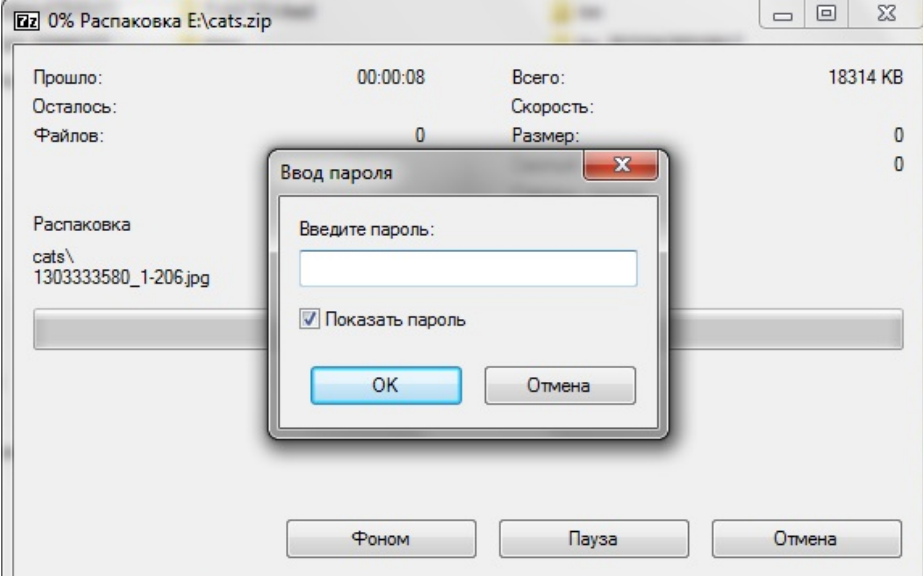 7z 0% Распаковка E:\cats.zip
Прошло: 00:00:08 Всего: 18314 KB
Осталось: Скорость:
Файлов: 0 Размер: 0
0
Ввод пароля
Введите пароль:
Показать пароль
OK Отмена
Распаковка
cats\
1303333580_1-206.jpg
Фоном Пауза Отмена